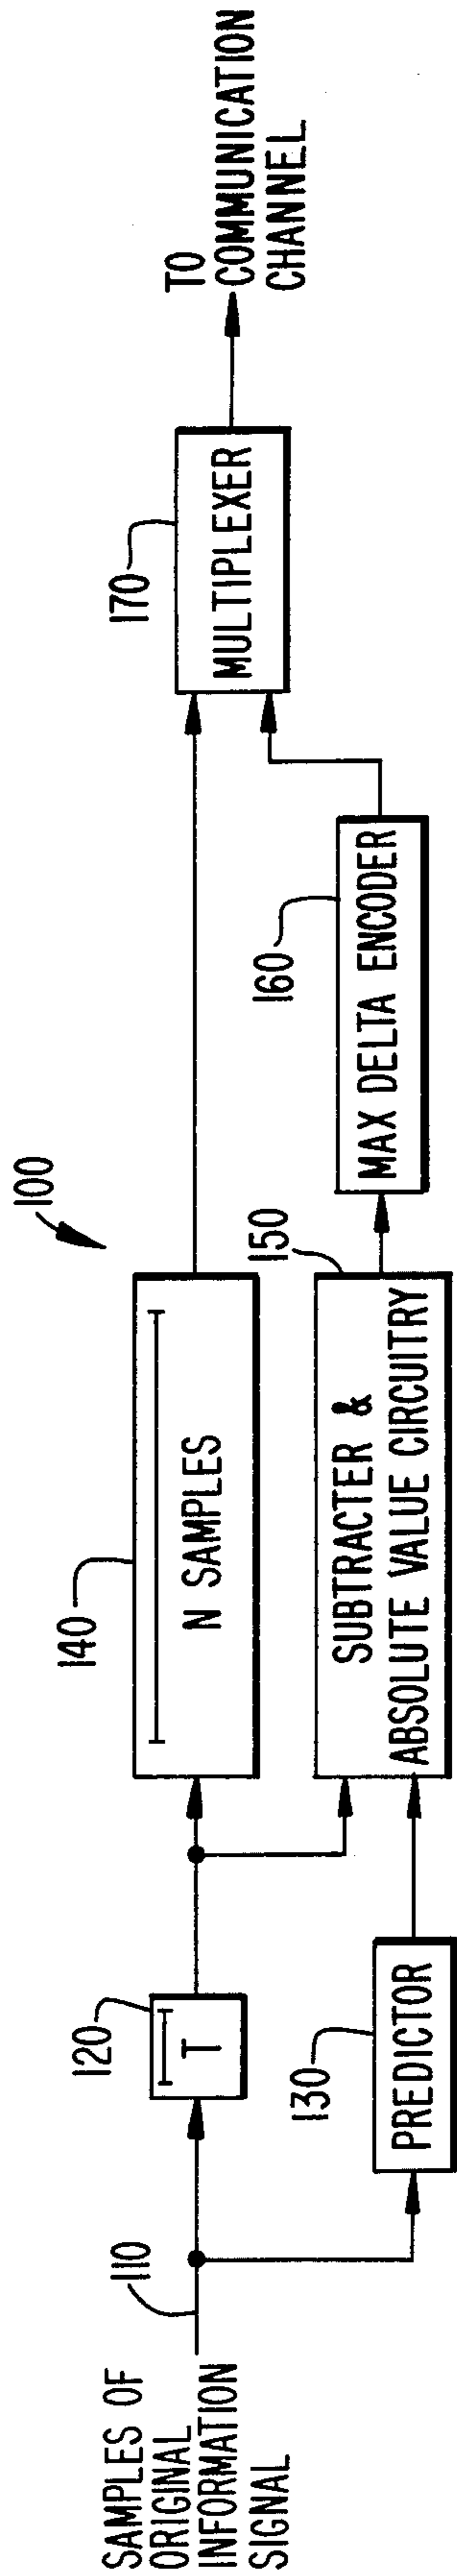 SAMPLES OF
ORIGINAL
INFORMATION
SIGNAL
110
120
T
130
PREDICTOR
140
N SAMPLES
100
150
SUBTRACTER &
ABSOLUTE VALUE CIRCUITRY
160
MAX DELTA ENCODER
170
MULTIPLEXER
TO
COMMUNICATION
CHANNEL